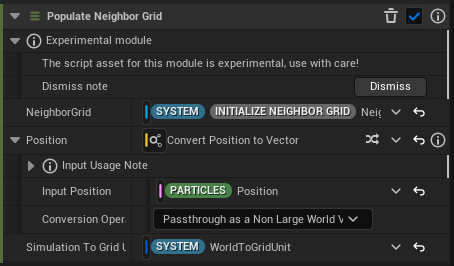 Populate Neighbor Grid
Experimental module
The script asset for this module is experimental, use with care!
Dismiss note Dismiss
NeighborGrid SYSTEM INITIALIZE NEIGHBOR GRID Neig
Position Convert Position to Vector
Input Usage Note
Input Position PARTICLES Position
Conversion Opera Passthrough as a Non Large World V
Simulation To Grid U SYSTEM WorldToGridUnit